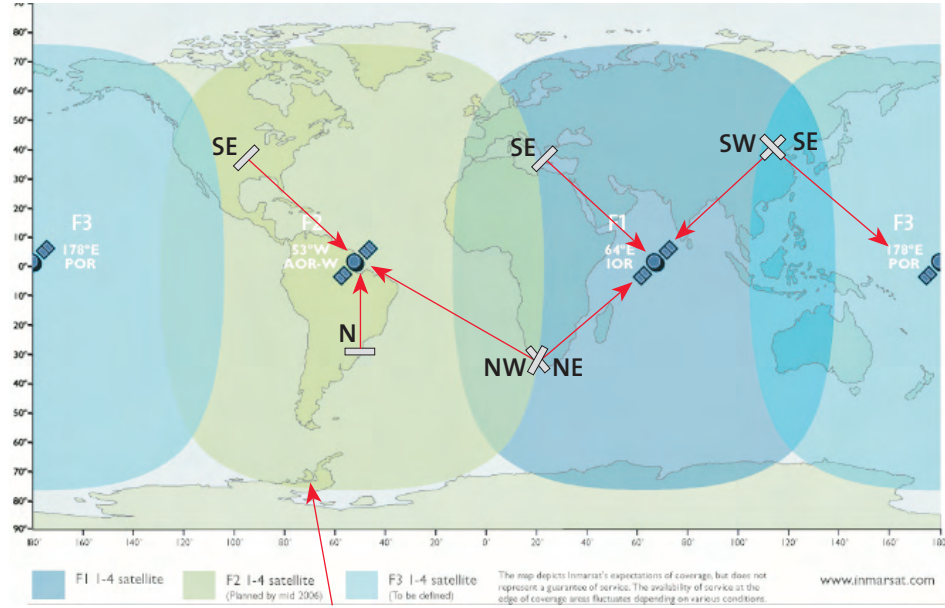 90°
80°
70°
60°
50°
40°
30°
20°
10°
0°
10°
20°
30°
40°
50°
60°
70°
80°
90°
SE
SE
SW
SE
F3
178°E
POR
F2
53°W
AOR-W
F1
64°E
IOR
F3
178°E
POR
N
NW
NE
180°
160
140
120
100
80
60
40
20
0°
20
40
60
80
100
120
140
160
180
F1 1-4 satellite
F2 1-4 satellite
(Planned by mid 2006)
F3 1-4 satellite
(To be defined)
The map depicts Inmarsat's expectations of coverage, but does not
represent a guarantee of service. The availability of service at the
edge of coverage areas fluctuates depending on various conditions.
www.inmarsat.com